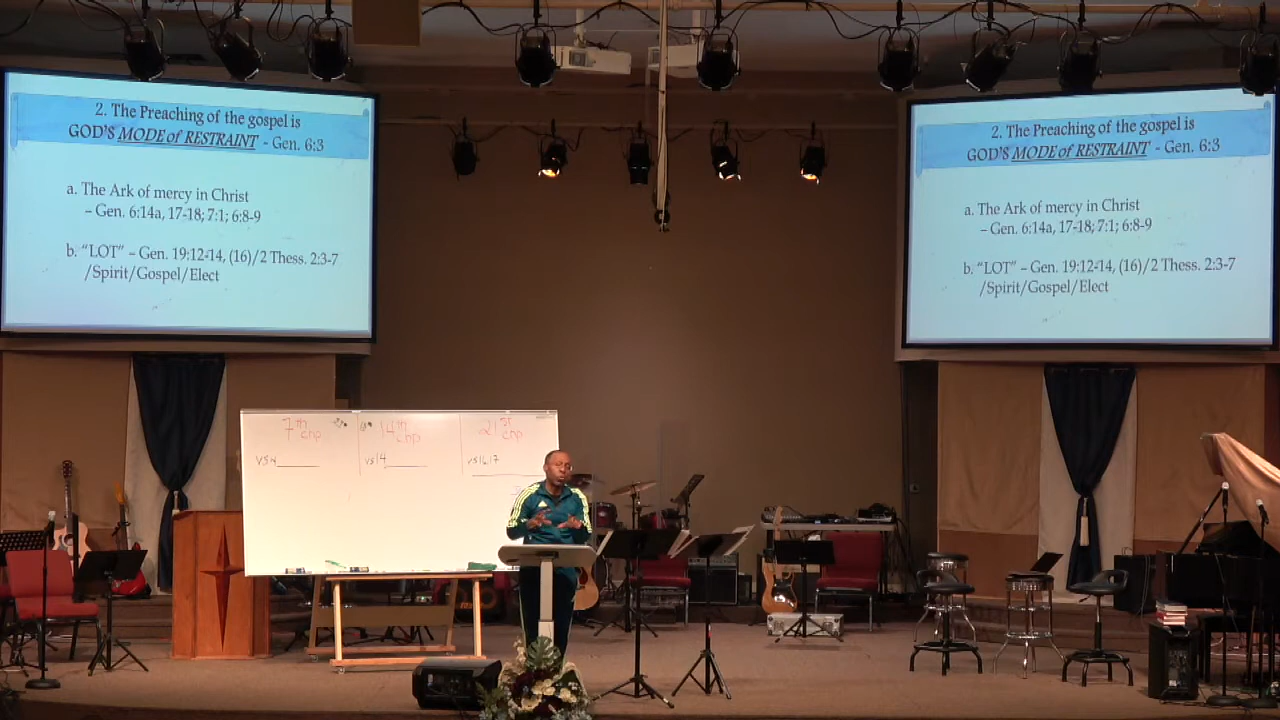 2. The Preaching of the gospel is
GOD'S MODE of RESTRAINT - Gen. 6:3
a. The Ark of mercy in Christ
– Gen. 6:14a, 17-18; 7:1; 6:8-9
b. "LOT" – Gen. 19:12-14, (16)/2 Thess. 2:3-7
/Spirit/Gospel/Elect
2. The Preaching of the gospel is
GOD'S MODE of RESTRAINT - Gen. 6:3
a. The Ark of mercy in Christ
– Gen. 6:14a, 17-18; 7:1; 6:8-9
b. "LOT" – Gen. 19:12-14, (16)/2 Thess. 2:3-7
/Spirit/Gospel/Elect
7th chp
14th chp
21st chp
vs 14